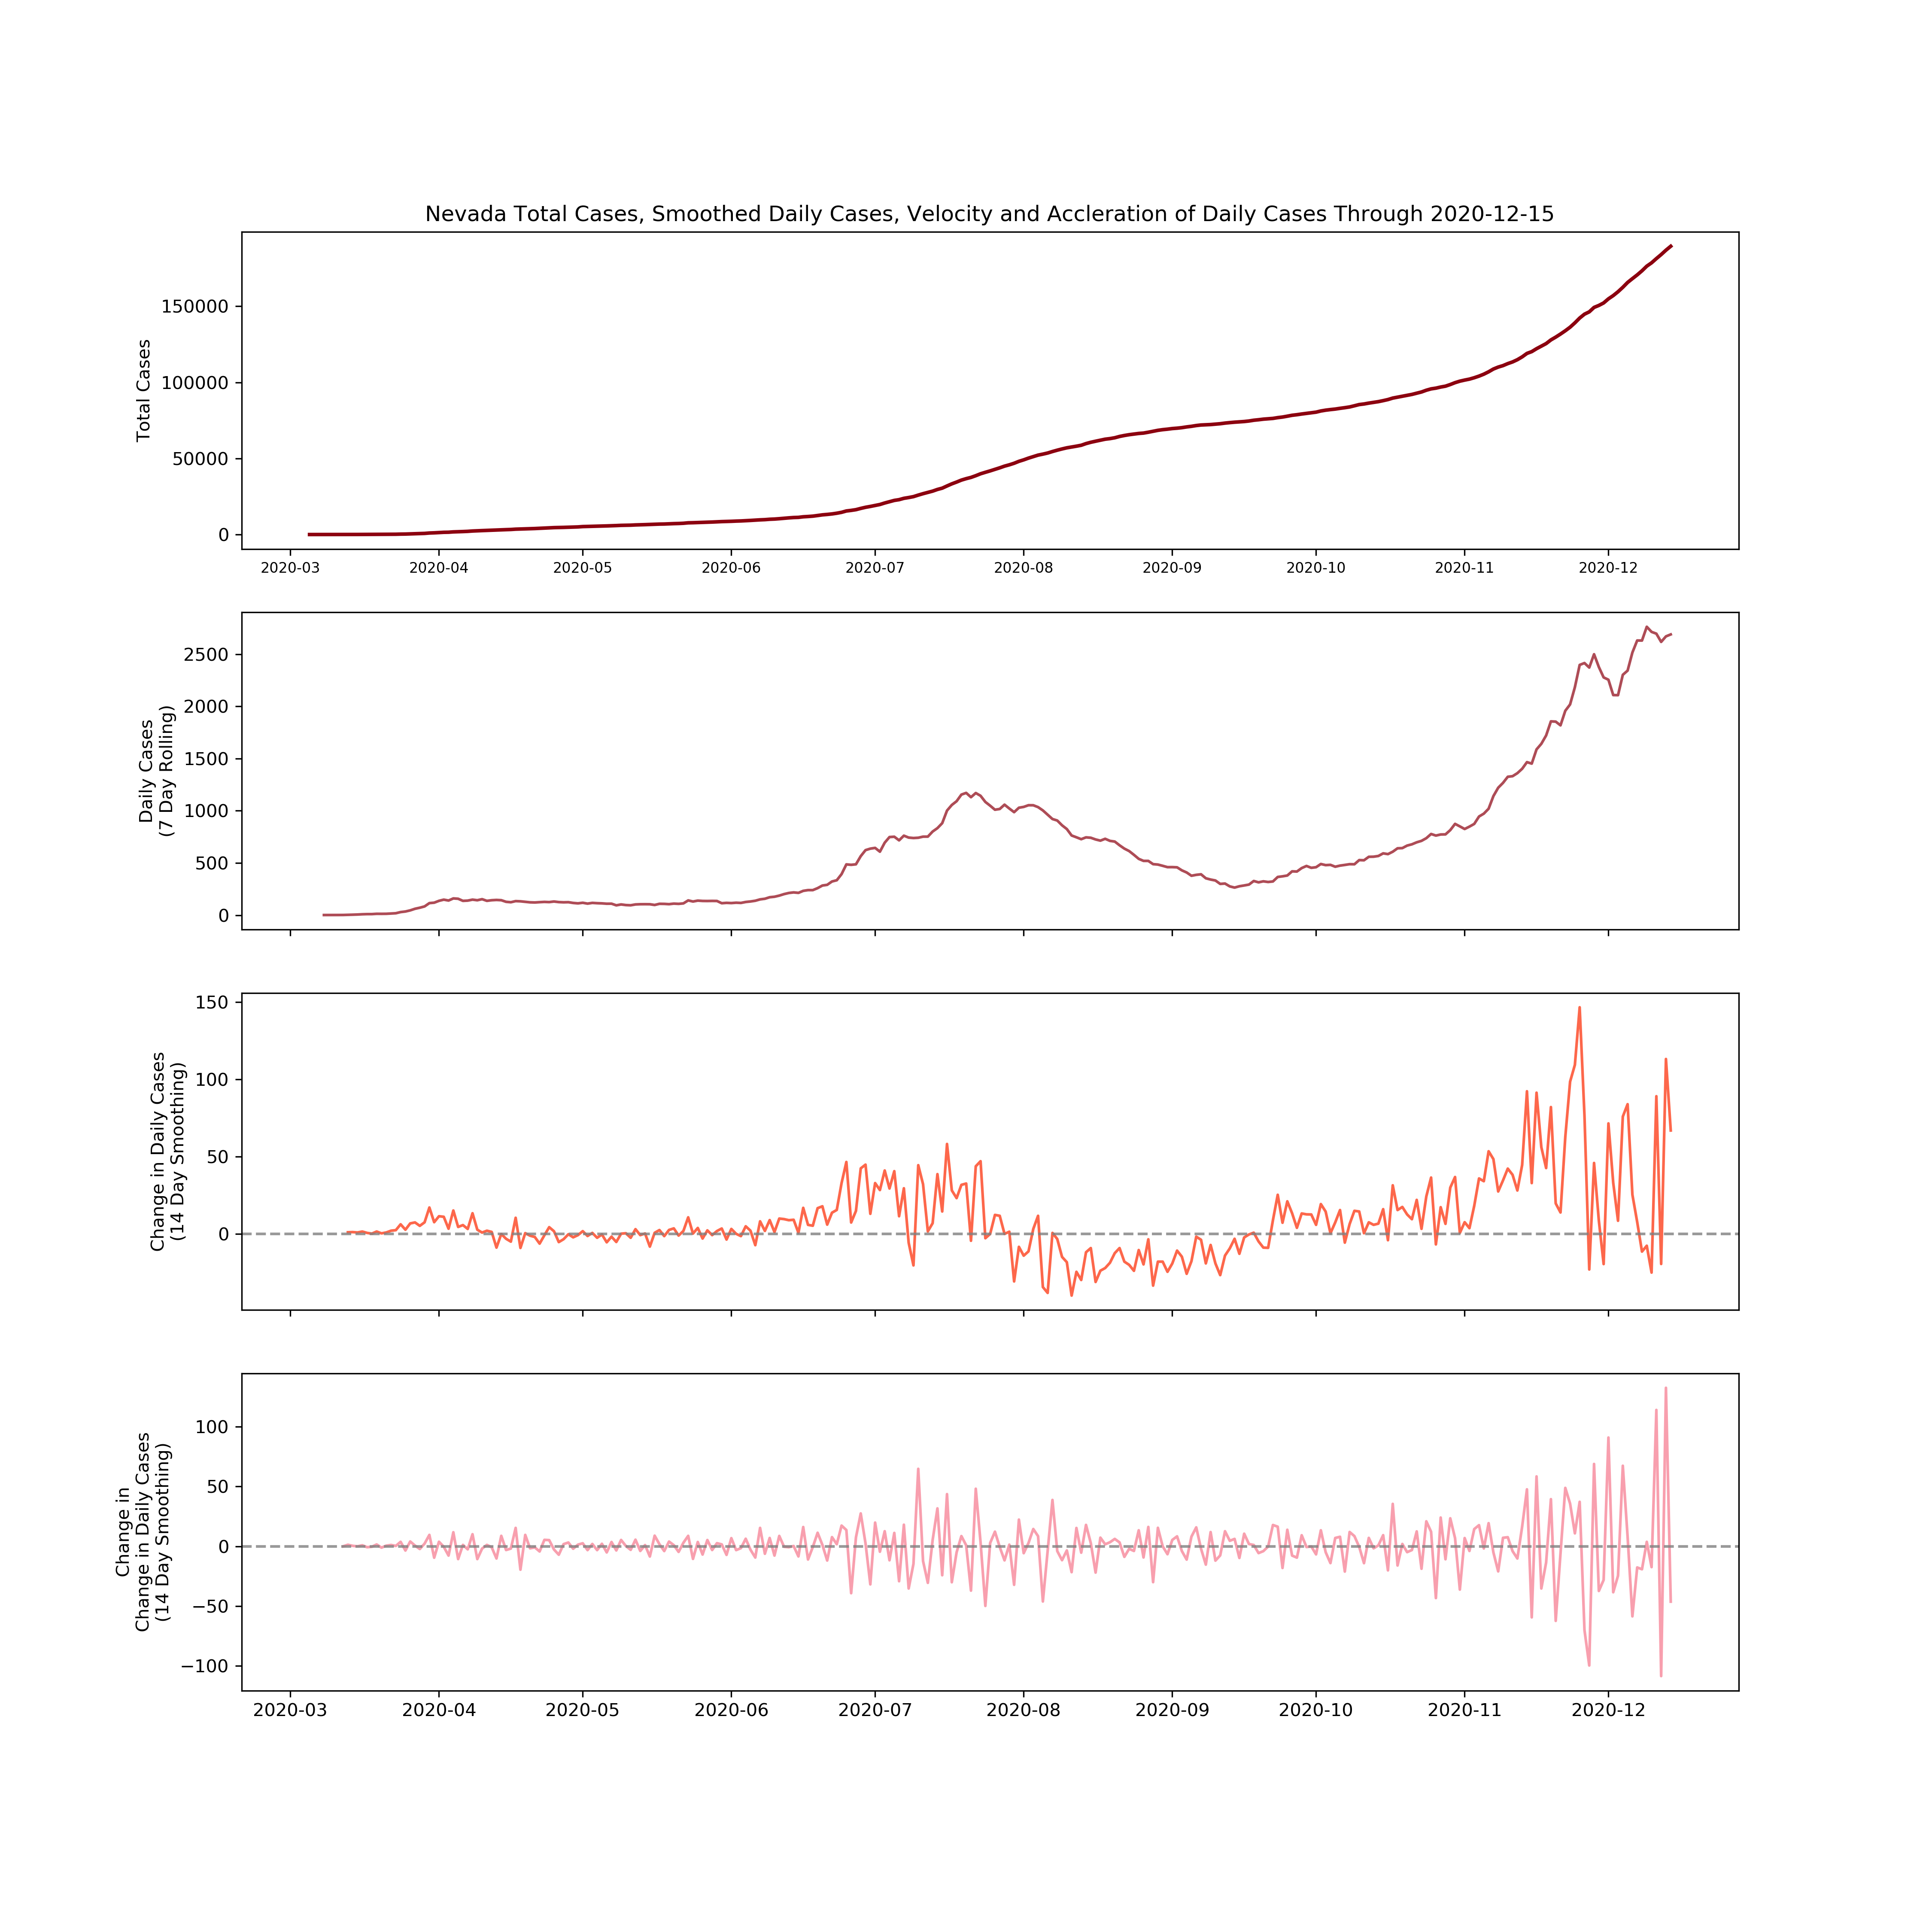 Nevada Total Cases, Smoothed Daily Cases, Velocity and Accleration of Daily Cases Through 2020-12-15
Total Cases
150000
100000
50000
0
2020-03 2020-04 2020-05 2020-06 2020-07 2020-08 2020-09 2020-10 2020-11 2020-12
Daily Cases
(7 Day Rolling)
2500
2000
1500
1000
500
0
Change in Daily Cases
(14 Day Smoothing)
150
100
50
0
Change in
Change in Daily Cases
(14 Day Smoothing)
100
50
0
−50
−100
2020-03 2020-04 2020-05 2020-06 2020-07 2020-08 2020-09 2020-10 2020-11 2020-12